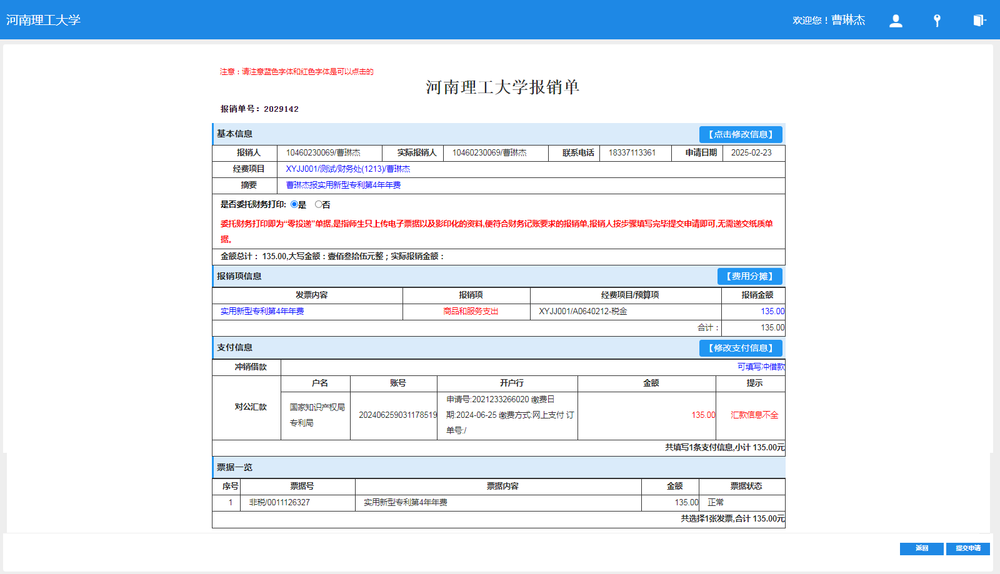 河南理工大学
欢迎您！曹琳杰
注意：请注意蓝色字体和红色字体是可以点击的
河南理工大学报销单
报销单号：2029142
基本信息 【点击修改信息】
报销人 10460230069/曹琳杰 实际报销人 10460230069/曹琳杰 联系电话 18337113361 申请日期 2025-02-23
经费项目 XYJJ001/测试/财务处(1213)/曹琳杰
摘要 曹琳杰报实用新型专利第4年年费
是否委托财务打印: 是 否
委托财务打印即为“零投递”单据,是指师生只上传电子票据以及影印化的资料,便符合财务记账要求的报销单,报销人按步骤填写完毕提交申请即可,无需递交纸质单
据。
金额总计： 135.00,大写金额：壹佰叁拾伍元整；实际报销金额：
报销项信息 【费用分摊】
发票内容 报销项 经费项目/预算项 报销金额
实用新型专利第4年年费 商品和服务支出 XYJJ001/A0640212-税金 135.00
合计： 135.00
支付信息 【修改支付信息】
冲销借款 可填写冲借款
对公汇款 户名 账号 开户行 金额 提示
国家知识产权局
专利局 202406259031178519 申请号:2021233266020 缴费日
期:2024-06-25 缴费方式:网上支付 订
单号:/ 135.00 汇款信息不全
共填写1条支付信息,小计 135.00元
票据一览
序号 票据号 票据内容 金额 票据状态
1 非税/0011126327 实用新型专利第4年年费 135.00 正常
共选择1张发票,合计 135.00元
返回 提交申请